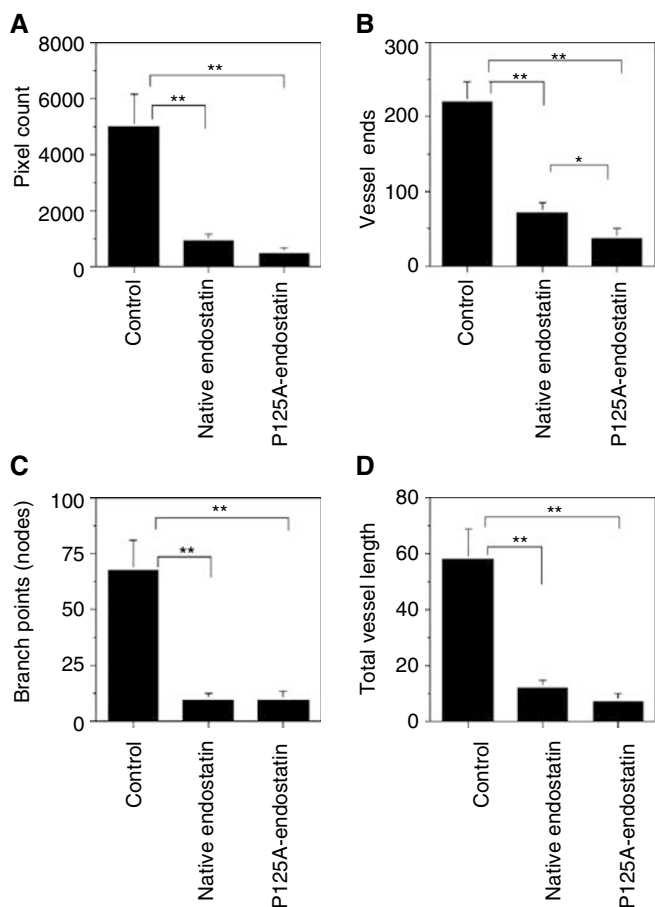 A
Pixel count
8000
6000
4000
2000
0
**
**
Control
Native endostatin
P125A-endostatin
B
Vessel ends
300
200
100
0
**
**
*
Control
Native endostatin
P125A-endostatin
C
Branch points (nodes)
100
75
50
25
0
**
**
Control
Native endostatin
P125A-endostatin
D
Total vessel length
80
60
40
20
0
**
**
Control
Native endostatin
P125A-endostatin